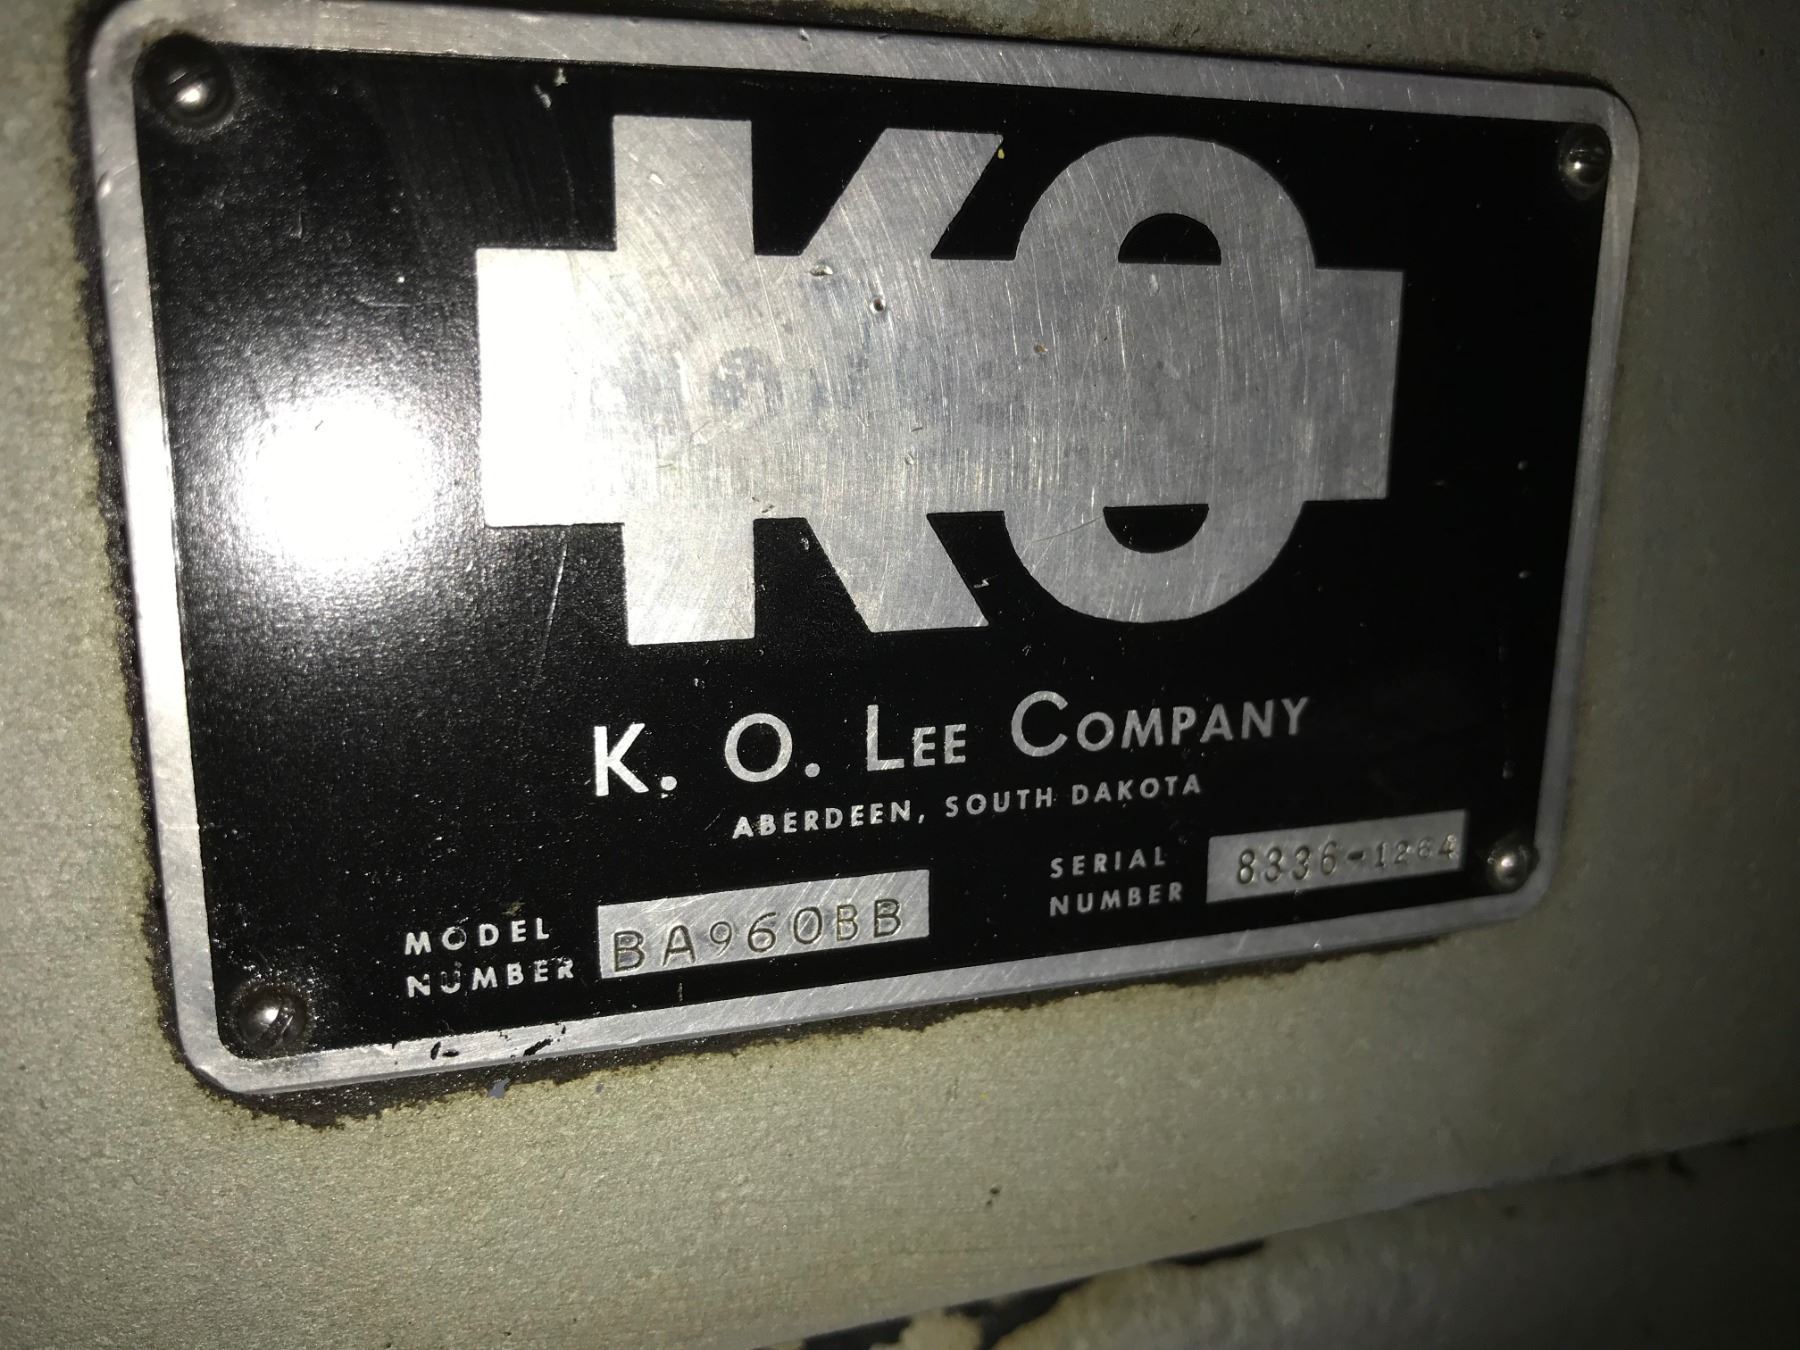 KO
K. O. LEE COMPANY
ABERDEEN, SOUTH DAKOTA
MODEL NUMBER BA960BB
SERIAL NUMBER 8336-1264